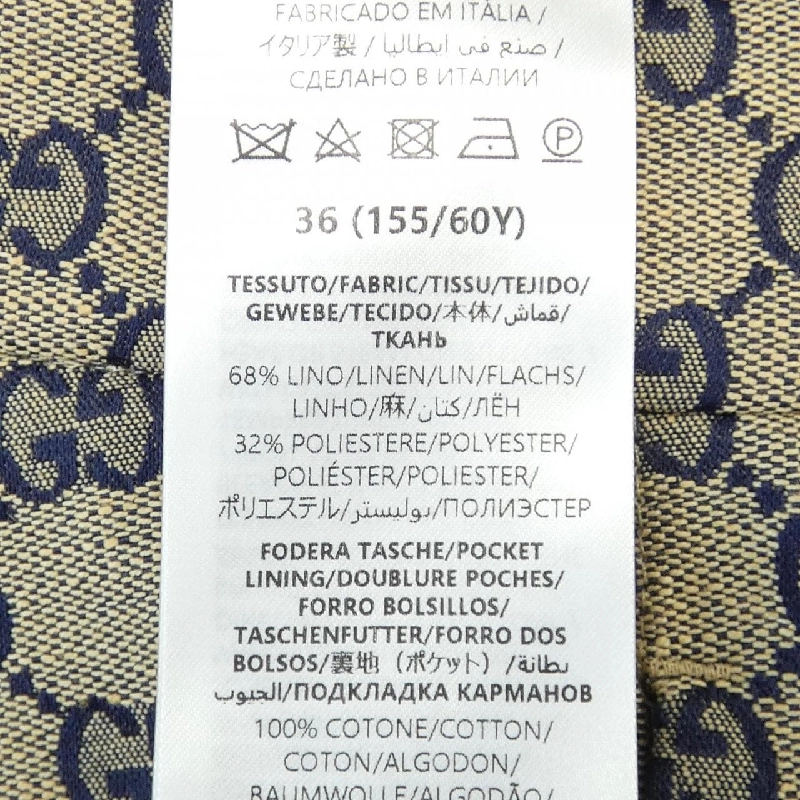 FABRICADO EM ITÁLIA /
イタリア製 / صنع في ايطاليا /
СДЕЛАНО В ИТАЛИИ
P
36 (155/60Y)
TESSUTO/FABRIC/TISSU/TEJIDO/
GEWEBE/TECIDO/本体/قماش/
ТКАНЬ
68% LINO/LINEN/LIN/FLACHS/
LINHO/麻/كتان/ЛЁН
32% POLIESTERE/POLYESTER/
POLIÉSTER/POLIESTER/
ポリエステル/بوليستر/ПОЛИЭСТЕР
FODERA TASCHE/POCKET
LINING/DOUBLURE POCHES/
FORRO BOLSILLOS/
TASCHENFUTTER/FORRO DOS
BOLSOS/裏地（ポケット）/بطانة
الجيوب/ПОДКЛАДКА КАРМАНОВ
100% COTONE/COTTON/
COTON/ALGODON/
BAUMWOLLE/ALGODÃO/